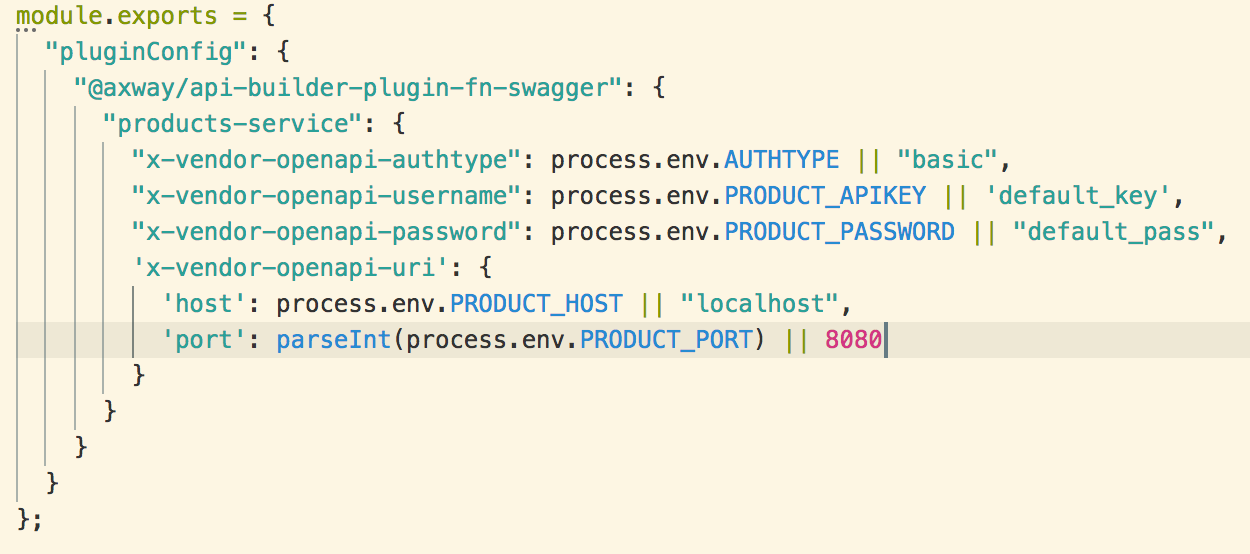 module.exports = {
"pluginConfig": {
"@axway/api-builder-plugin-fn-swagger": {
"products-service": {
"x-vendor-openapi-authtype": process.env.AUTHTYPE || "basic",
"x-vendor-openapi-username": process.env.PRODUCT_APIKEY || 'default_key',
"x-vendor-openapi-password": process.env.PRODUCT_PASSWORD || "default_pass",
'x-vendor-openapi-uri': {
'host': process.env.PRODUCT_HOST || "localhost",
'port': parseInt(process.env.PRODUCT_PORT) || 8080
}
}
}
}
};